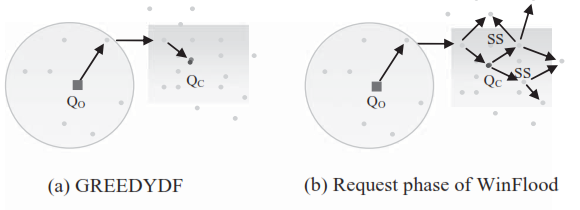 Qo
Qc
(a) GREEDYDF
SS
Qo
Qc
SS
(b) Request phase of WinFlood